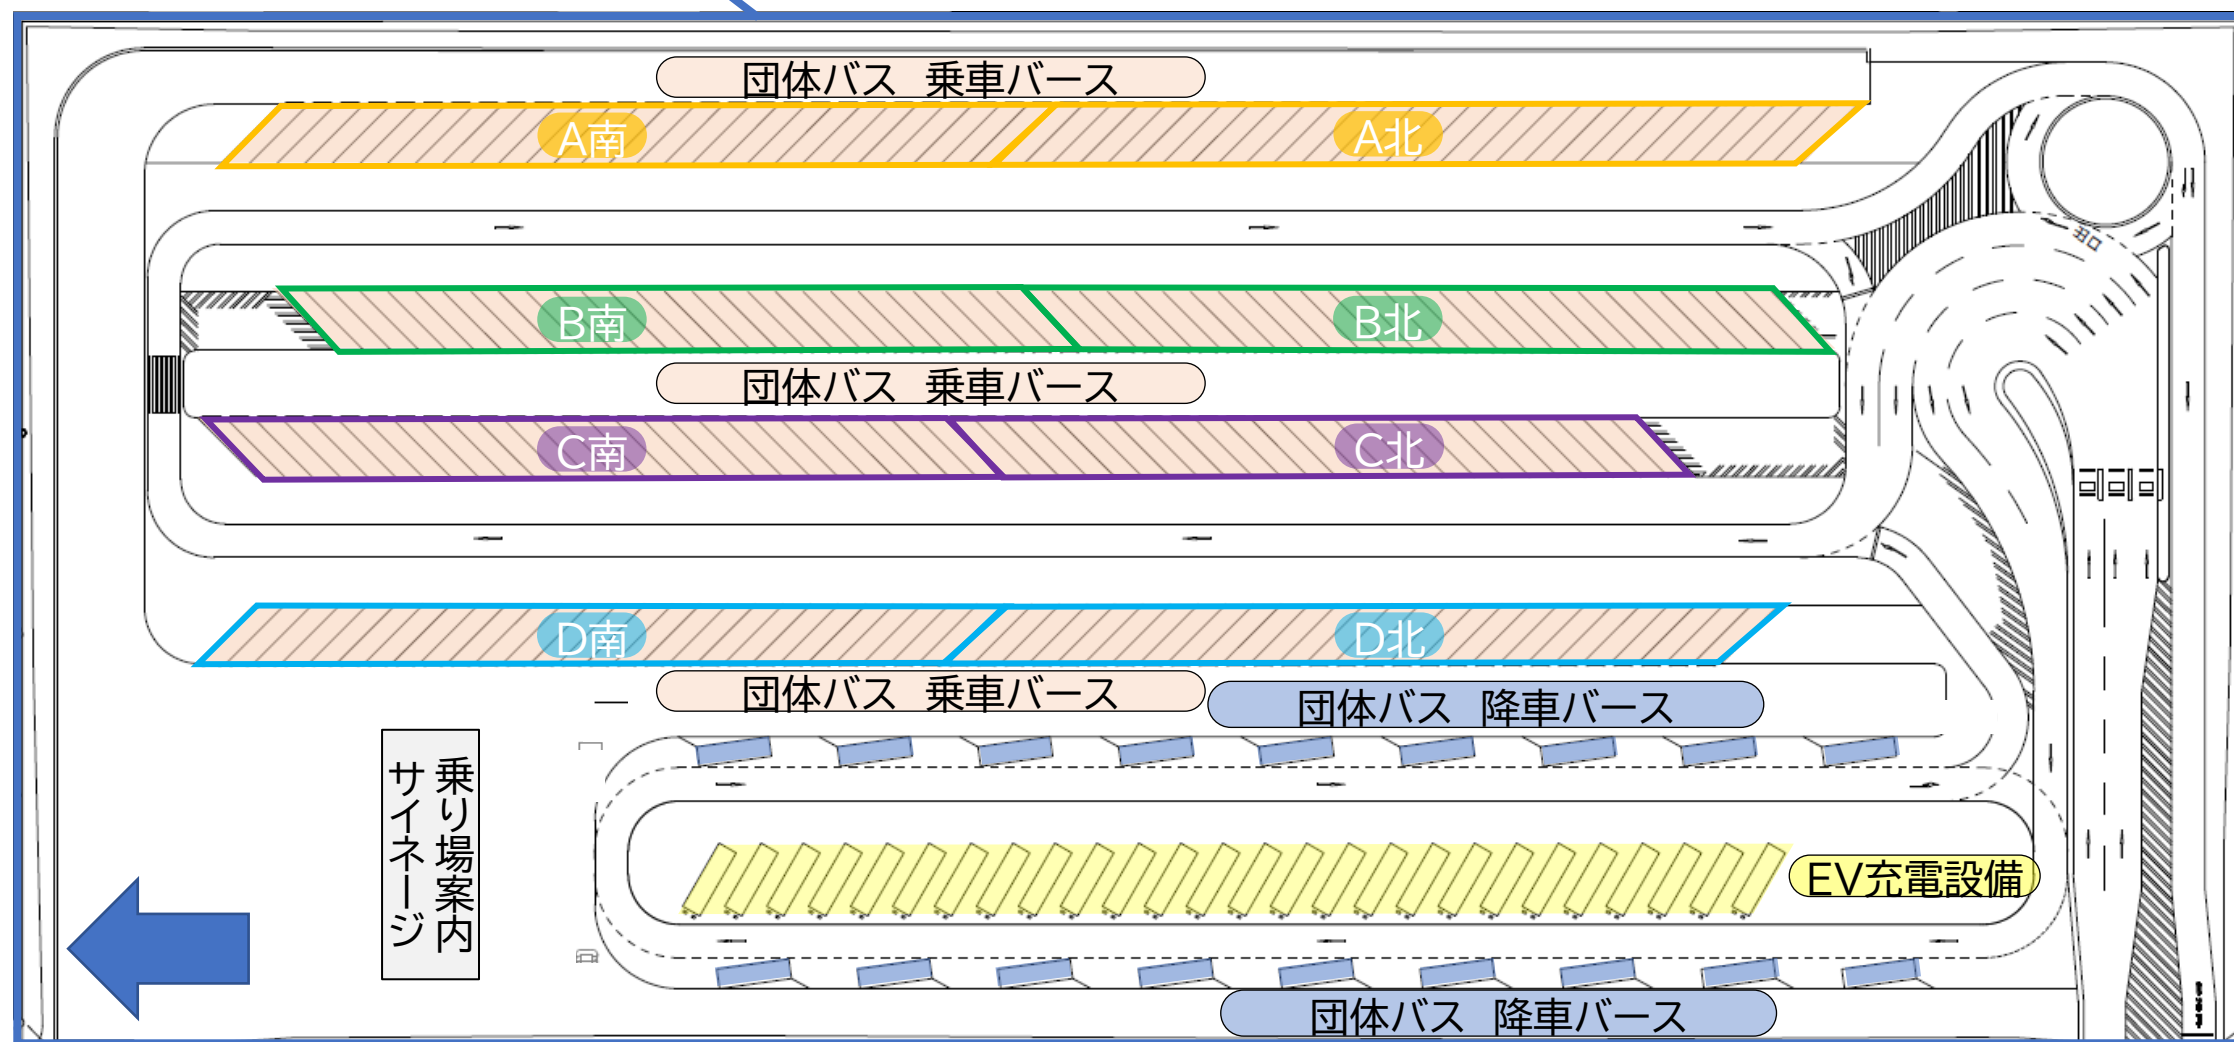 団体バス 乗車バース
A南
A北
出口
B南
B北
団体バス 乗車バース
C南
C北
D南
D北
団体バス 乗車バース
団体バス 降車バース
乗り場案内
サイネージ
EV充電設備
団体バス 降車バース